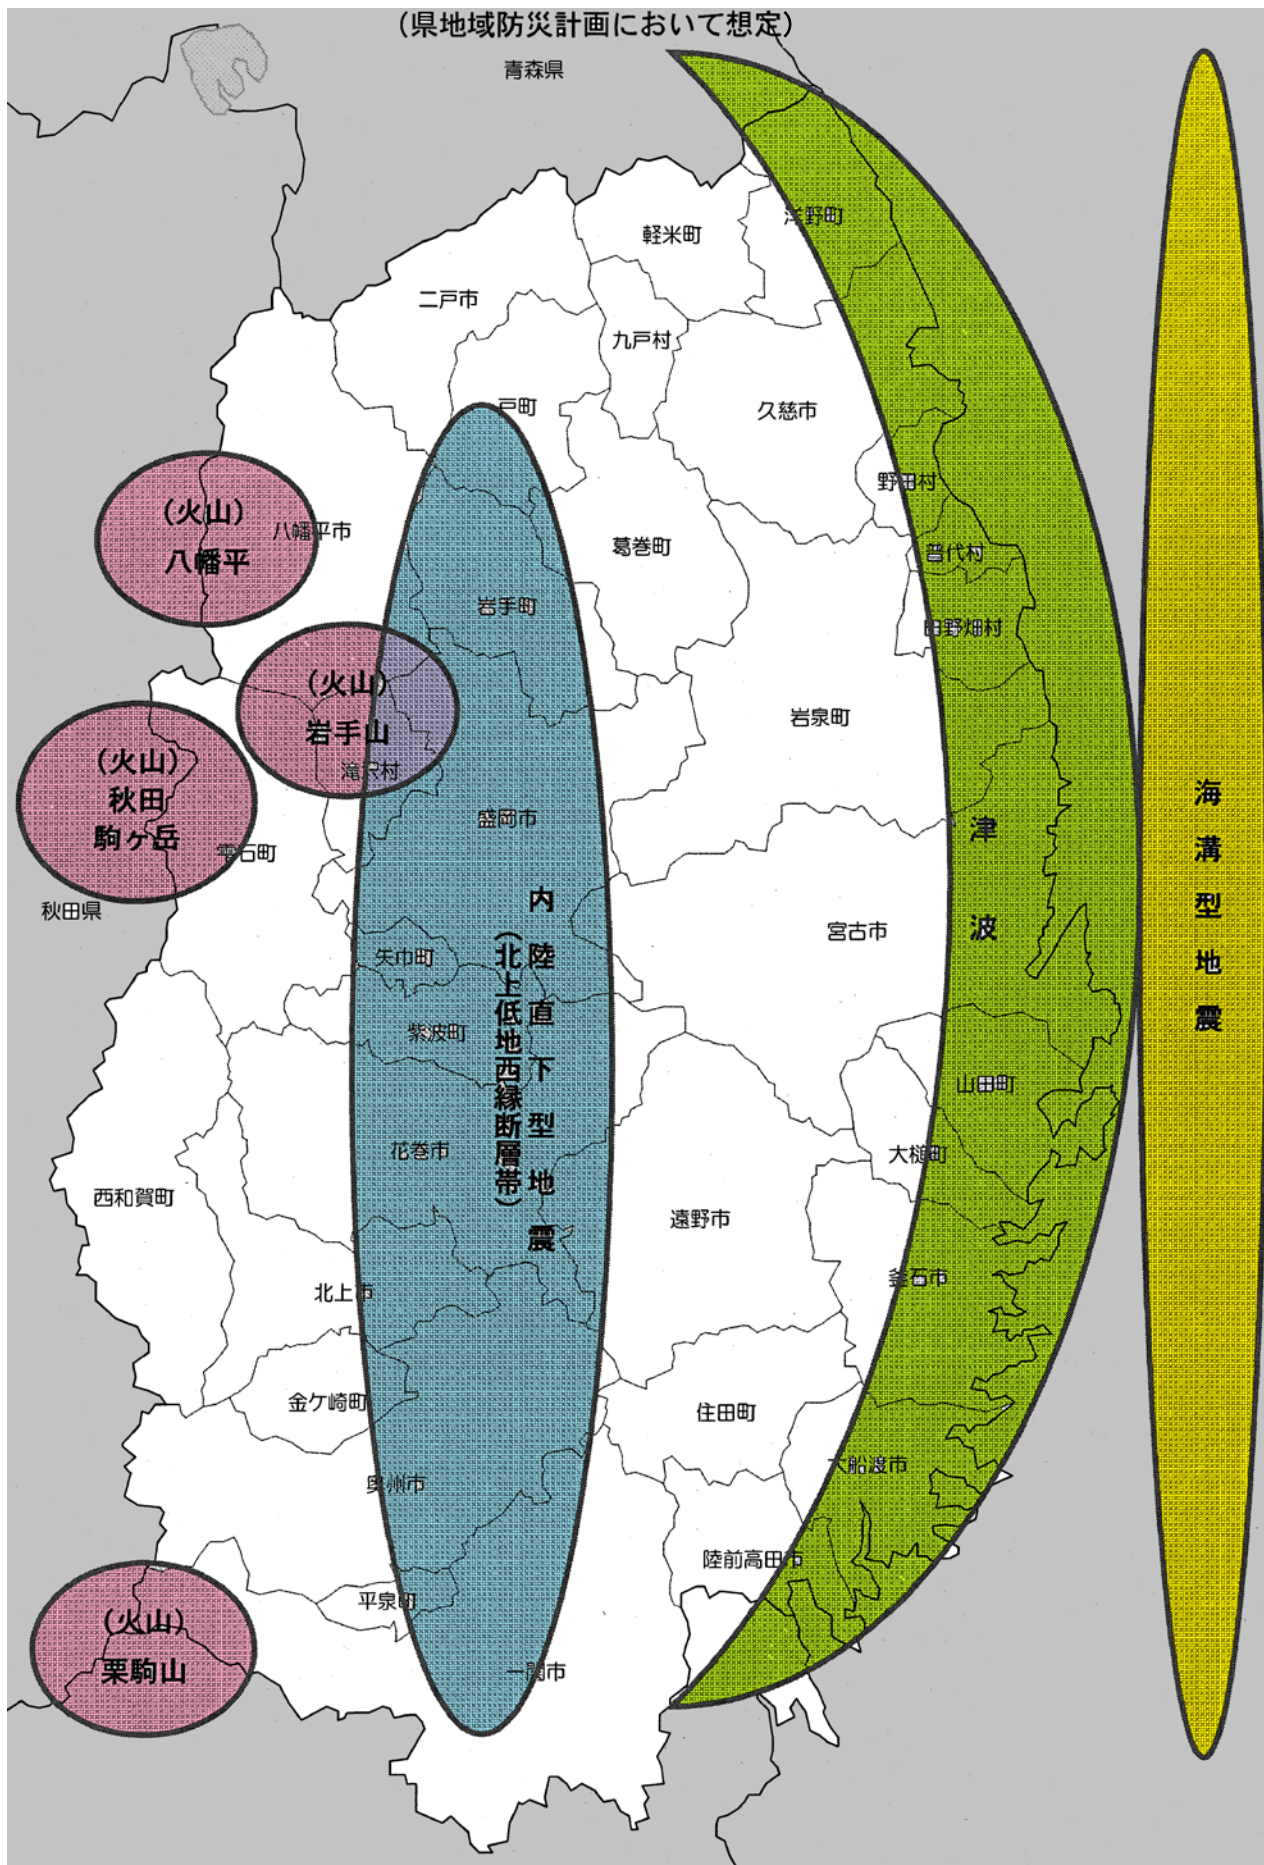 (県地域防災計画において想定)
青森県
洋野町
軽米町
二戸市
九戸村
久慈市
戸町
野田村
(火山)
八幡平
八幡平市
葛巻町
普代村
岩手町
田野畑村
(火山)
岩手山
滝沢村
岩泉町
(火山)
秋田
駒ヶ岳
雫石町
盛岡市
秋田県
津波
海溝型地震
内陸直下型地震
(北上低地西縁断層帯)
宮古市
矢巾町
紫波町
山田町
花巻市
大槌町
西和賀町
遠野市
釜石市
北上市
金ケ崎町
住田町
大船渡市
奥州市
陸前高田市
平泉町
(火山)
栗駒山
一関市